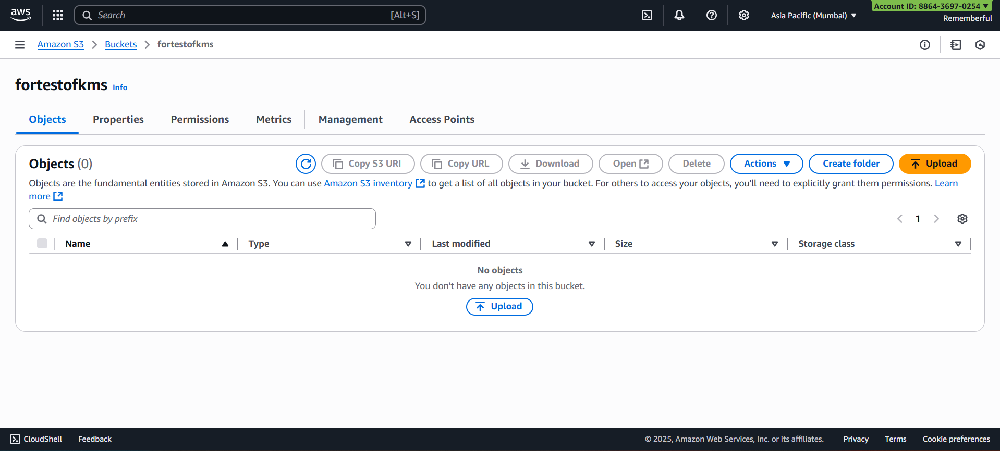 aws Search [Alt+S] Asia Pacific (Mumbai) Account ID: 8864-3697-0254
Rememberful
Amazon S3 Buckets fortestofkms
fortestofkms Info
Objects Properties Permissions Metrics Management Access Points
Objects (0) Copy S3 URI Copy URL Download Open Delete Actions Create folder Upload
Objects are the fundamental entities stored in Amazon S3. You can use Amazon S3 inventory to get a list of all objects in your bucket. For others to access your objects, you'll need to explicitly grant them permissions. Learn
more
Find objects by prefix 1
Name Type Last modified Size Storage class
No objects
You don't have any objects in this bucket.
Upload
CloudShell Feedback © 2025, Amazon Web Services, Inc. or its affiliates. Privacy Terms Cookie preferences